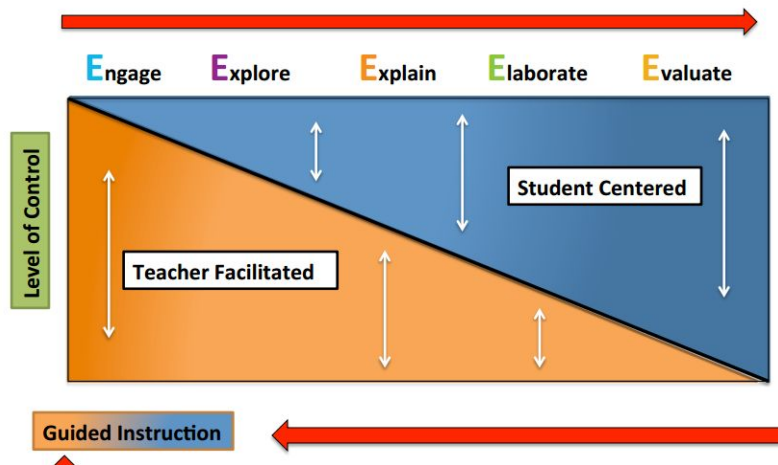 Engage Explore Explain Elaborate Evaluate
Level of Control
Student Centered
Teacher Facilitated
Guided Instruction